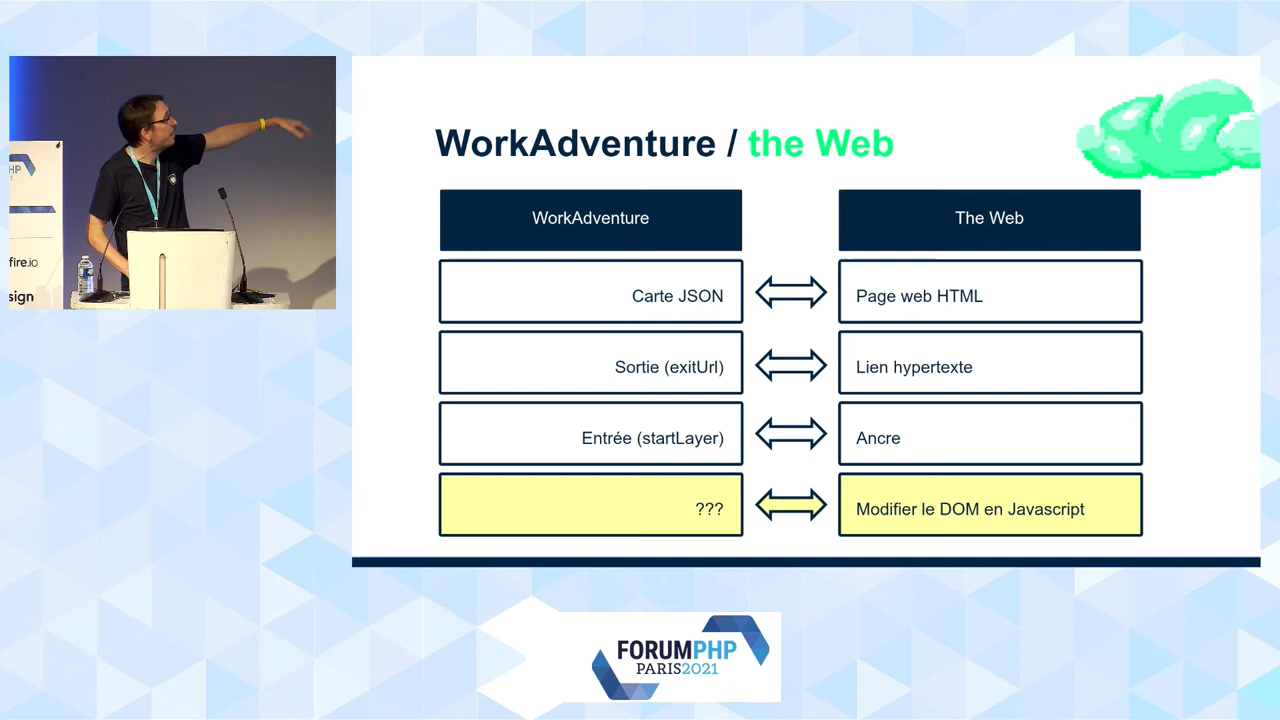 WorkAdventure / the Web
WorkAdventure
The Web
Carte JSON
Page web HTML
Sortie (exitUrl)
Lien hypertexte
Entrée (startLayer)
Ancre
???
Modifier le DOM en Javascript
HP
fire.io
sign
FORUMPHP
PARIS2021